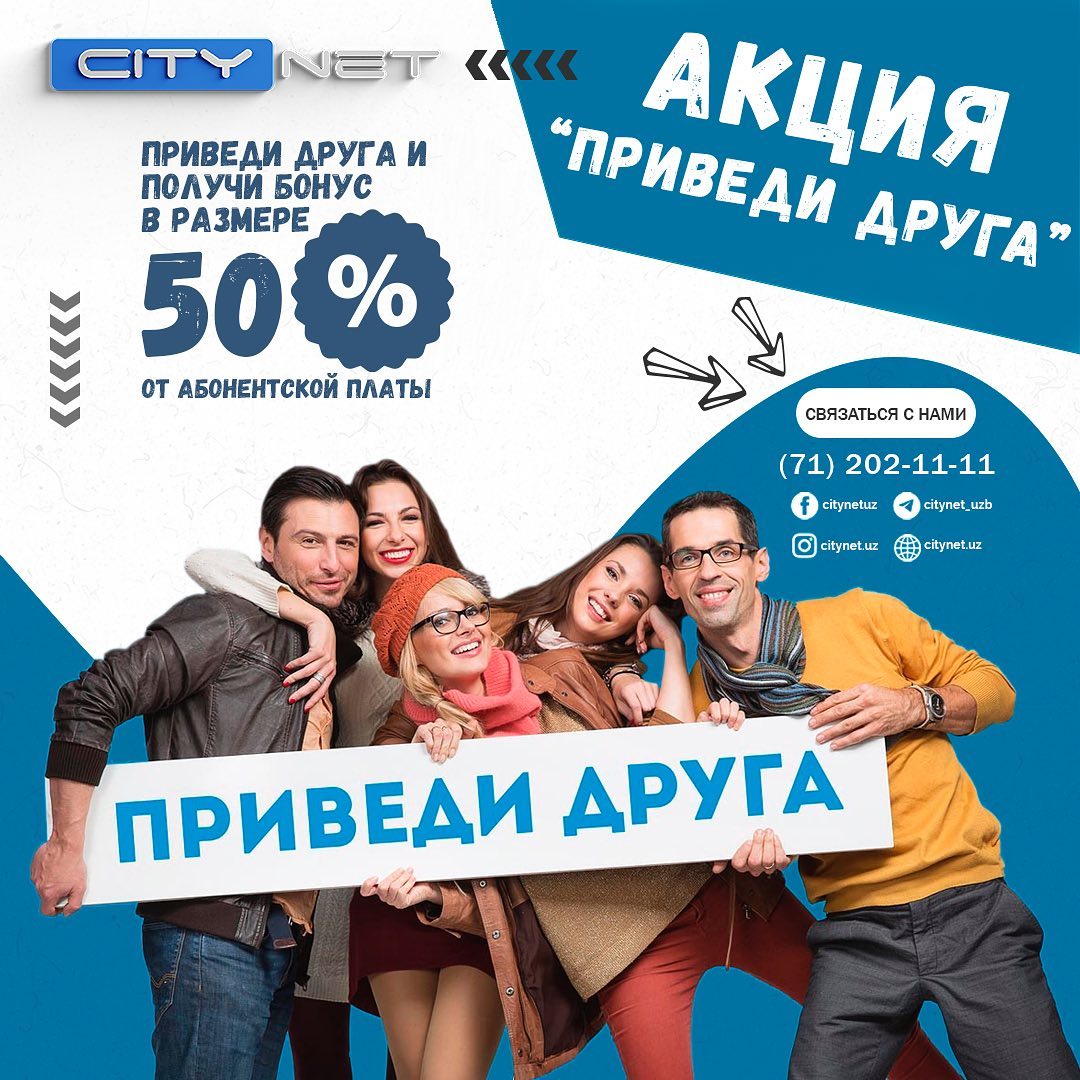 CITY NET
АКЦИЯ
“ПРИВЕДИ ДРУГА”
ПРИВЕДИ ДРУГА И
ПОЛУЧИ БОНУС
В РАЗМЕРЕ
50 %
ОТ АБОНЕНТСКОЙ ПЛАТЫ
СВЯЗАТЬСЯ С НАМИ
(71) 202-11-11
citynetuz citynet_uzb
citynet.uz citynet.uz
ПРИВЕДИ ДРУГА